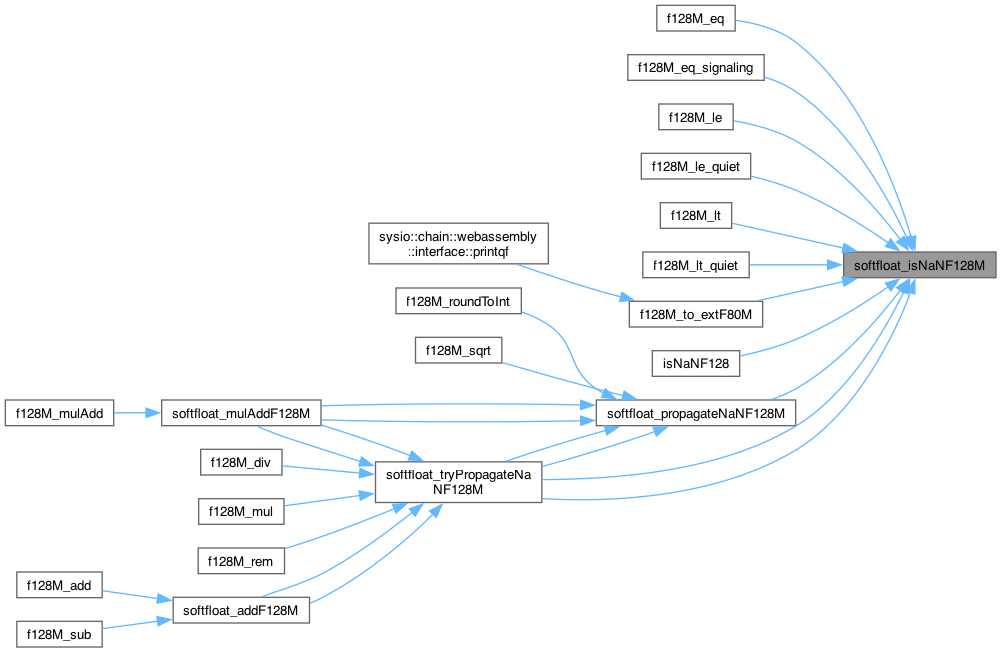 f128M_eq
f128M_eq_signaling
f128M_le
f128M_le_quiet
f128M_lt
sysio::chain::webassembly
::interface::printqf
f128M_lt_quiet
softfloat_isNaNF128M
f128M_roundToInt
f128M_to_extF80M
f128M_sqrt
isNaNF128
f128M_mulAdd
softfloat_mulAddF128M
softfloat_propagateNaNF128M
f128M_div
softfloat_tryPropagateNa
NF128M
f128M_mul
f128M_rem
f128M_add
softfloat_addF128M
f128M_sub